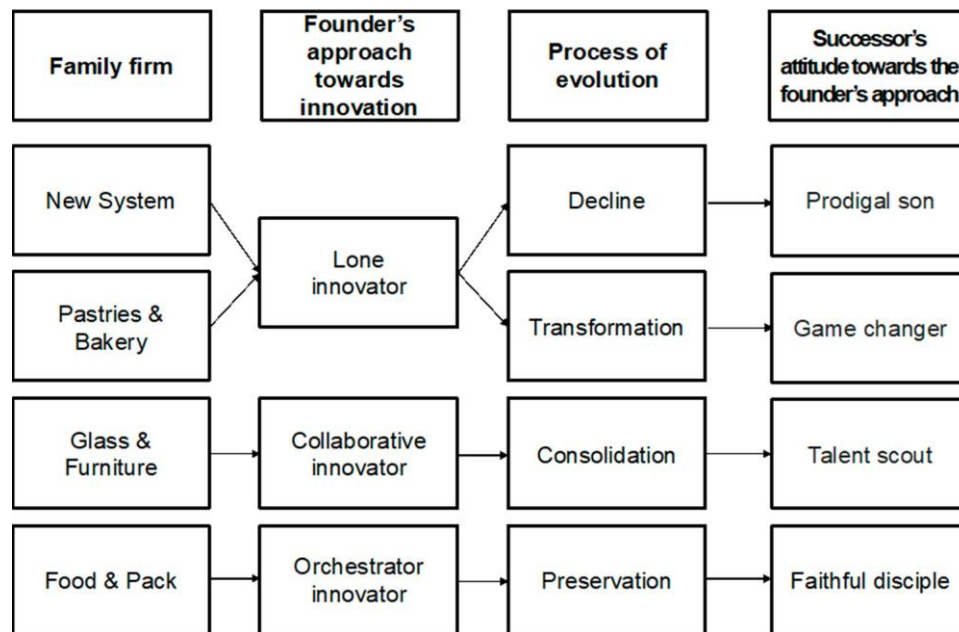 Family firm
Founder's
approach
towards
innovation
Process of
evolution
Successor's
attitude towards the
founder's approach
New System
Lone
innovator
Decline
Prodigal son
Pastries &
Bakery
Transformation
Game changer
Glass &
Furniture
Collaborative
innovator
Consolidation
Talent scout
Food & Pack
Orchestrator
innovator
Preservation
Faithful disciple